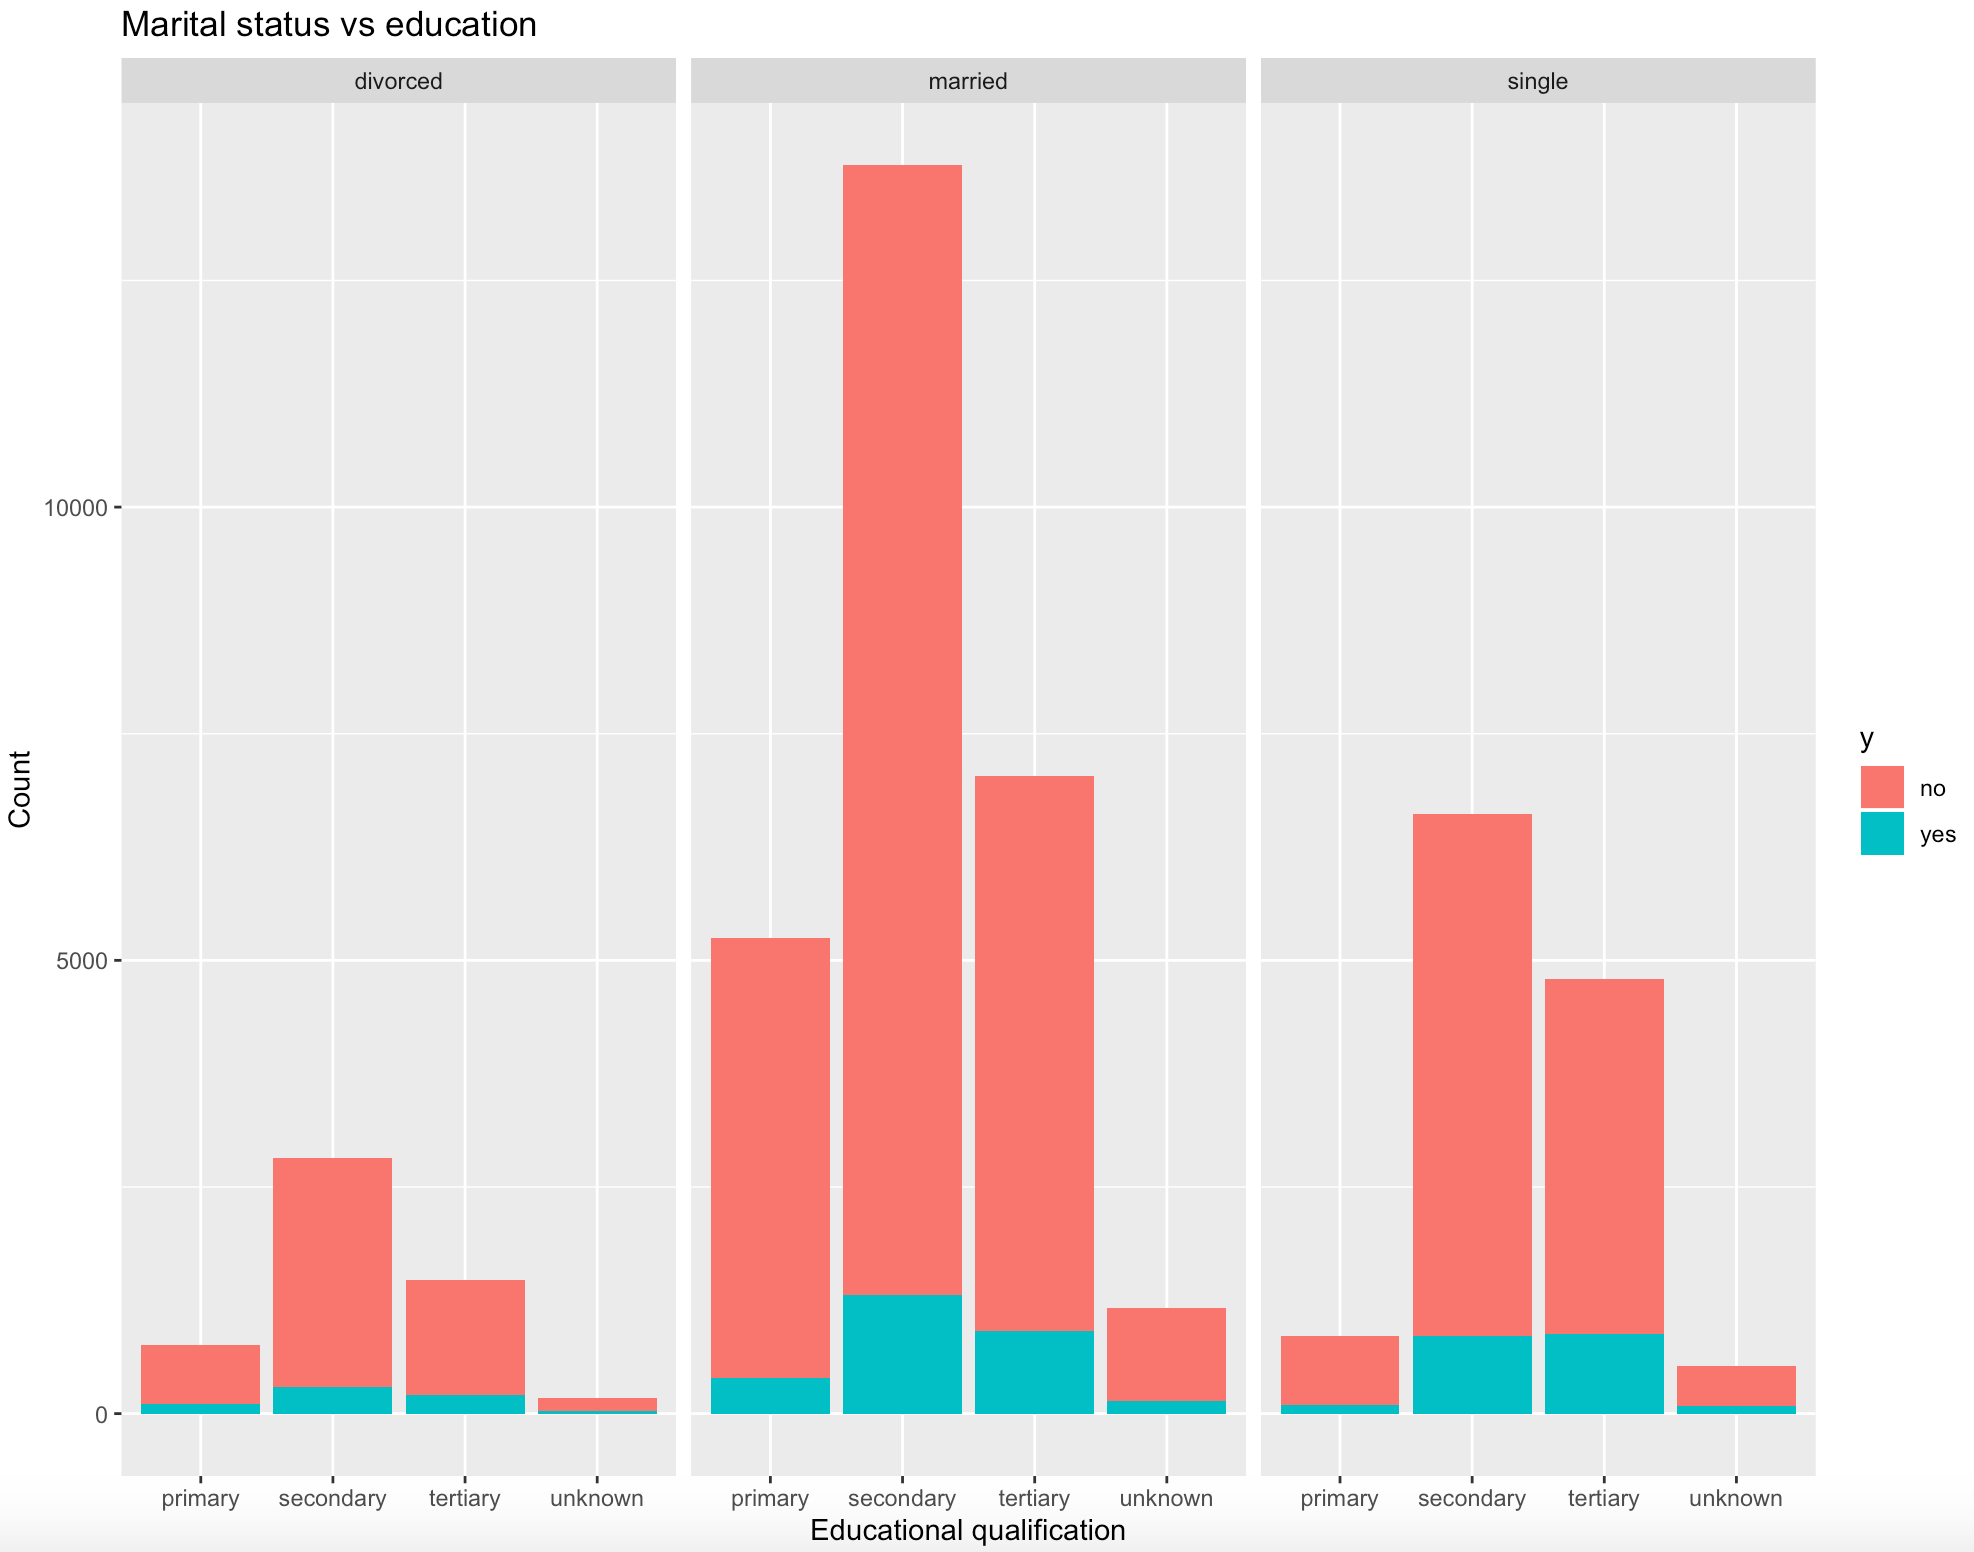 Marital status vs education
divorced
married
single
10000
5000
0
Count
primary secondary tertiary unknown
primary secondary tertiary unknown
primary secondary tertiary unknown
Educational qualification
y
no
yes